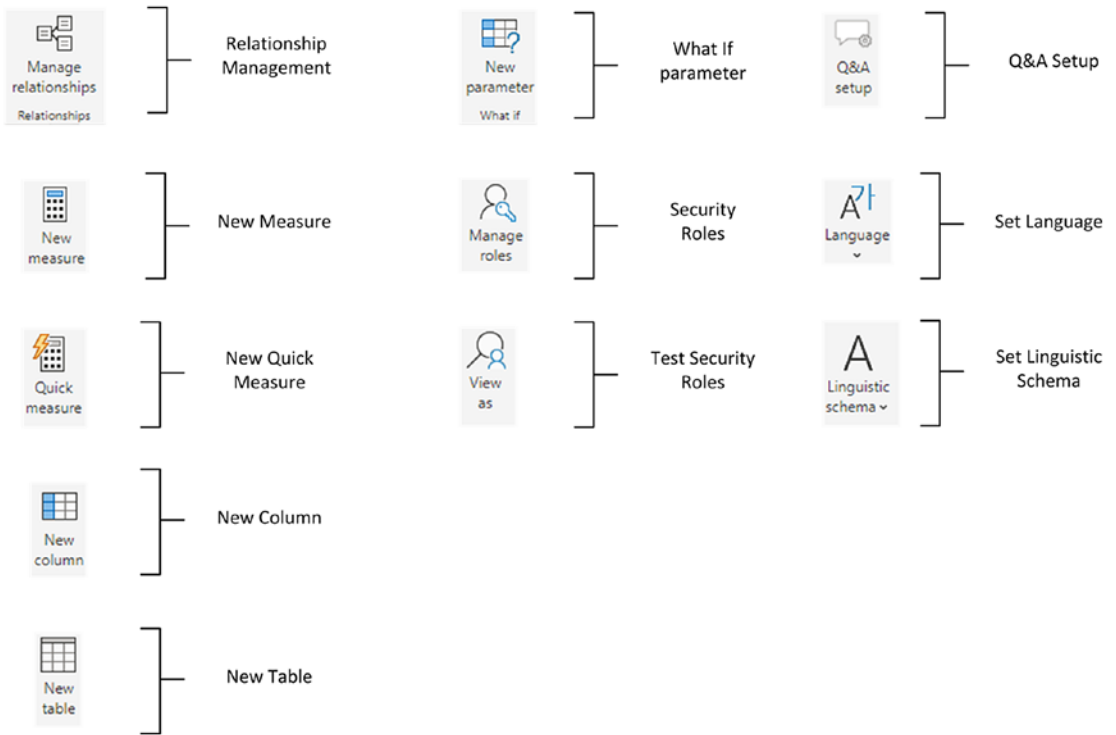 Manage
relationships
Relationships
Relationship
Management
New
measure
New Measure
Quick
measure
New Quick
Measure
New
column
New Column
New
table
New Table
New
parameter
What if
What If
parameter
Manage
roles
Security
Roles
View
as
Test Security
Roles
Q&A
setup
Q&A Setup
A가
Language
Set Language
A
Linguistic
schema
Set Linguistic
Schema